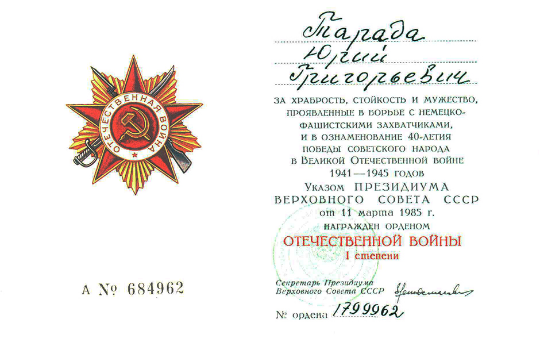 ОТЕЧЕСТВЕННАЯ ВОЙНА
А № 684962
Тарада
Юрий
Григорьевич
ЗА ХРАБРОСТЬ, СТОЙКОСТЬ И МУЖЕСТВО,
ПРОЯВЛЕННЫЕ В БОРЬБЕ С НЕМЕЦКО-
ФАШИСТСКИМИ ЗАХВАТЧИКАМИ,
И В ОЗНАМЕНОВАНИЕ 40-ЛЕТИЯ
ПОБЕДЫ СОВЕТСКОГО НАРОДА
В ВЕЛИКОЙ ОТЕЧЕСТВЕННОЙ ВОЙНЕ
1941—1945 ГОДОВ
УКАЗОМ ПРЕЗИДИУМА
ВЕРХОВНОГО СОВЕТА СССР
от 11 марта 1985 г.
НАГРАЖДЕН ОРДЕНОМ
ОТЕЧЕСТВЕННОЙ ВОЙНЫ
I степени
Секретарь Президиума
Верховного Совета СССР
№ ордена 1799962